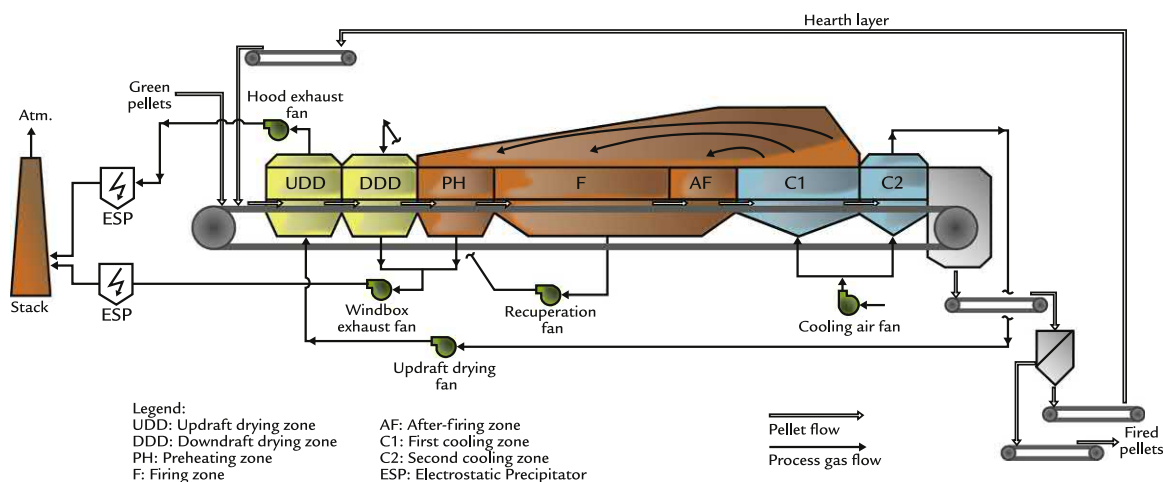 Hearth layer
Green
pellets
Hood exhaust
fan
Atm.
UDD
DDD
PH
F
AF
C1
C2
ESP
Stack
ESP
Windbox
exhaust fan
Recuperation
fan
Cooling air fan
Updraft drying
fan
Legend:
UDD: Updraft drying zone
DDD: Downdraft drying zone
PH: Preheating zone
F: Firing zone
AF: After-firing zone
C1: First cooling zone
C2: Second cooling zone
ESP: Electrostatic Precipitator
Pellet flow
Process gas flow
Fired
pellets